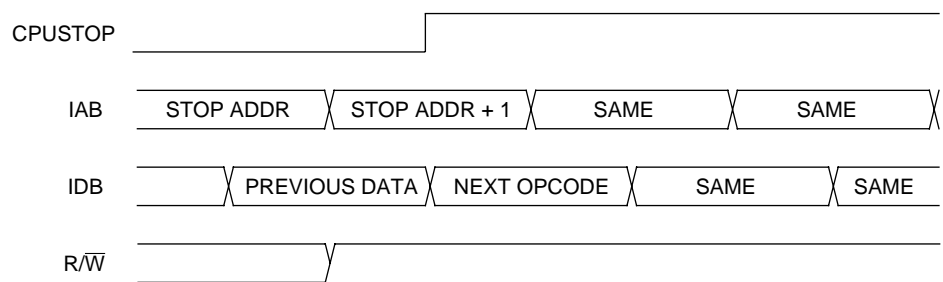 CPUSTOP
IAB STOP ADDR STOP ADDR + 1 SAME SAME
IDB PREVIOUS DATA NEXT OPCODE SAME SAME
R/W̅